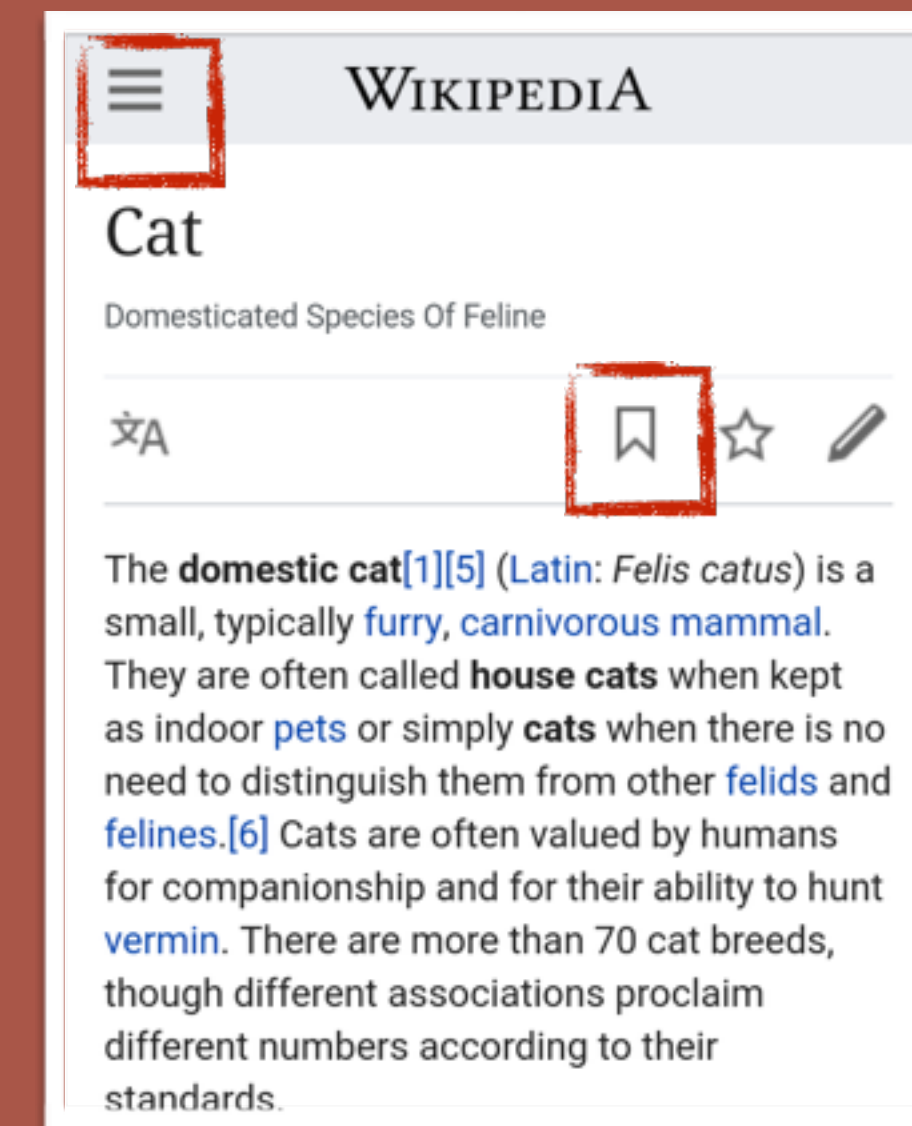 WIKIPEDIA
Cat
Domesticated Species Of Feline
文A
The domestic cat[1][5] (Latin: Felis catus) is a
small, typically furry, carnivorous mammal.
They are often called house cats when kept
as indoor pets or simply cats when there is no
need to distinguish them from other felids and
felines.[6] Cats are often valued by humans
for companionship and for their ability to hunt
vermin. There are more than 70 cat breeds,
though different associations proclaim
different numbers according to their
standards.